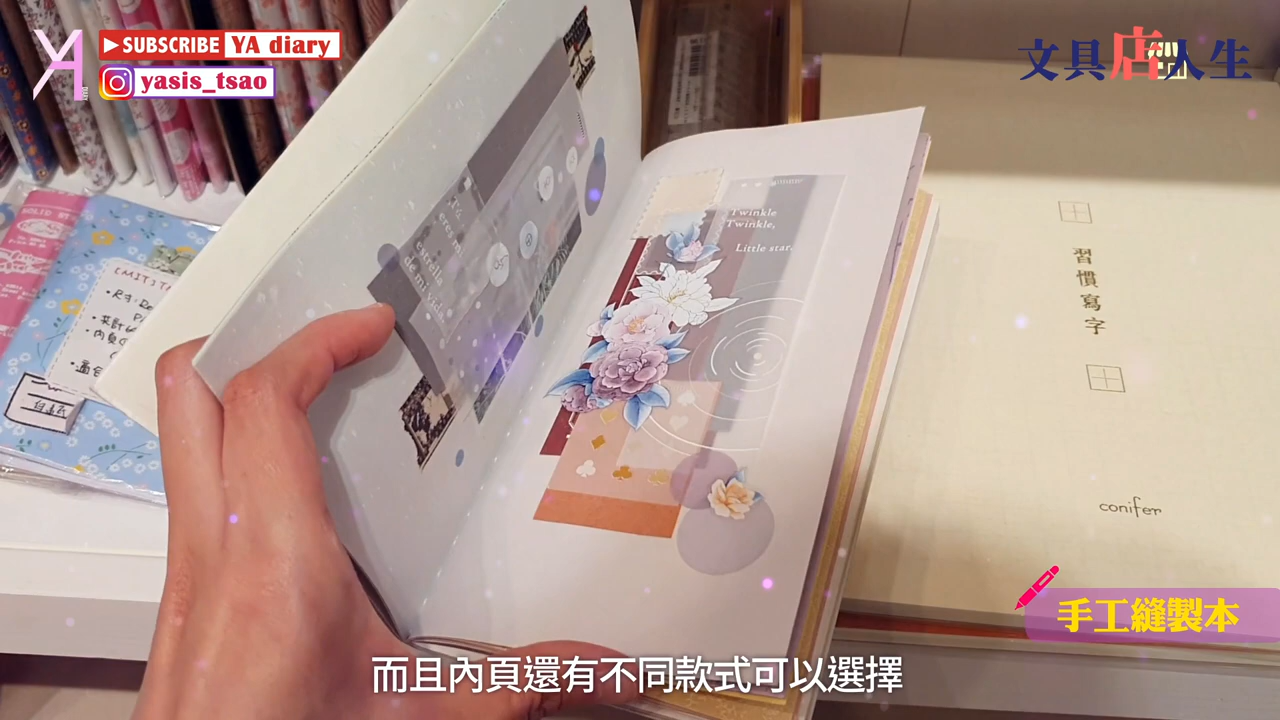 YA
SUBSCRIBE YA diary
yasis_tsao
文具店人生
Twinkle
Twinkle,
Little star.
習慣寫字
conifer
手工縫製本
而且內頁還有不同款式可以選擇